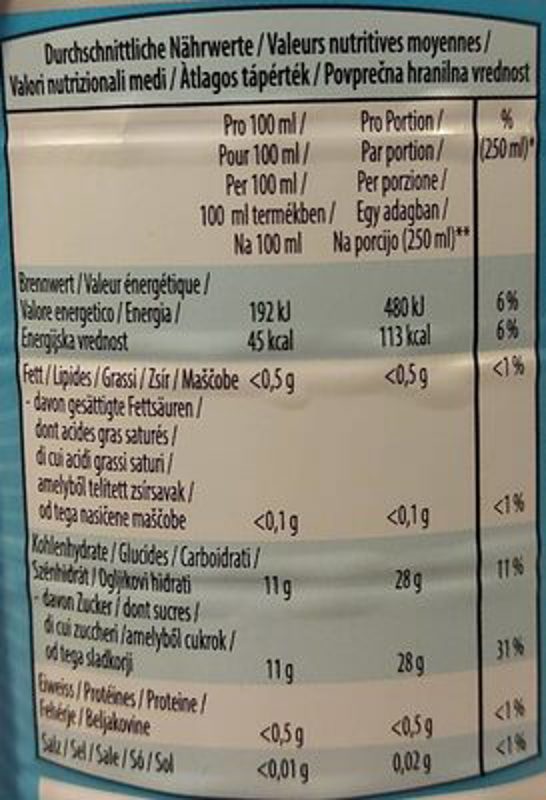 Durchschnittliche Nährwerte / Valeurs nutritives moyennes /
Valori nutrizionali medi / Àtlagos tápérték / Povprečna hranilna vrednost
Pro 100 ml / Pro Portion / %
Pour 100 ml / Par portion / (250 ml)*
Per 100 ml / Per porzione /
100 ml termékben / Egy adagban /
Na 100 ml Na porcijo (250 ml)**
Brennwert / Valeur énergétique /
Valore energetico / Energia / 192 kJ 480 kJ 6%
Energijska vrednost 45 kcal 113 kcal 6%
Fett / Lipides / Grassi / Zsír / Maščobe <0,5 g <0,5 g <1%
- davon gesättigte Fettsäuren /
dont acides gras saturés /
di cui acidi grassi saturi /
amelyből telített zsírsavak /
od tega nasičene maščobe <0,1 g <0,1 g <1%
Kohlenhydrate / Glucides / Carboidrati /
Szénhidrát / Ogljikovi hidrati 11 g 28 g 11%
- davon Zucker / dont sucres /
di cui zuccheri /amelyből cukrok /
od tega sladkorji 11 g 28 g 31%
Eiweiss / Protéines / Proteine /
Fehérje / Beljakovine <0,5 g <0,5 g <1%
Salz / Sel / Sale / Só / Sol <0,01 g 0,02 g <1%